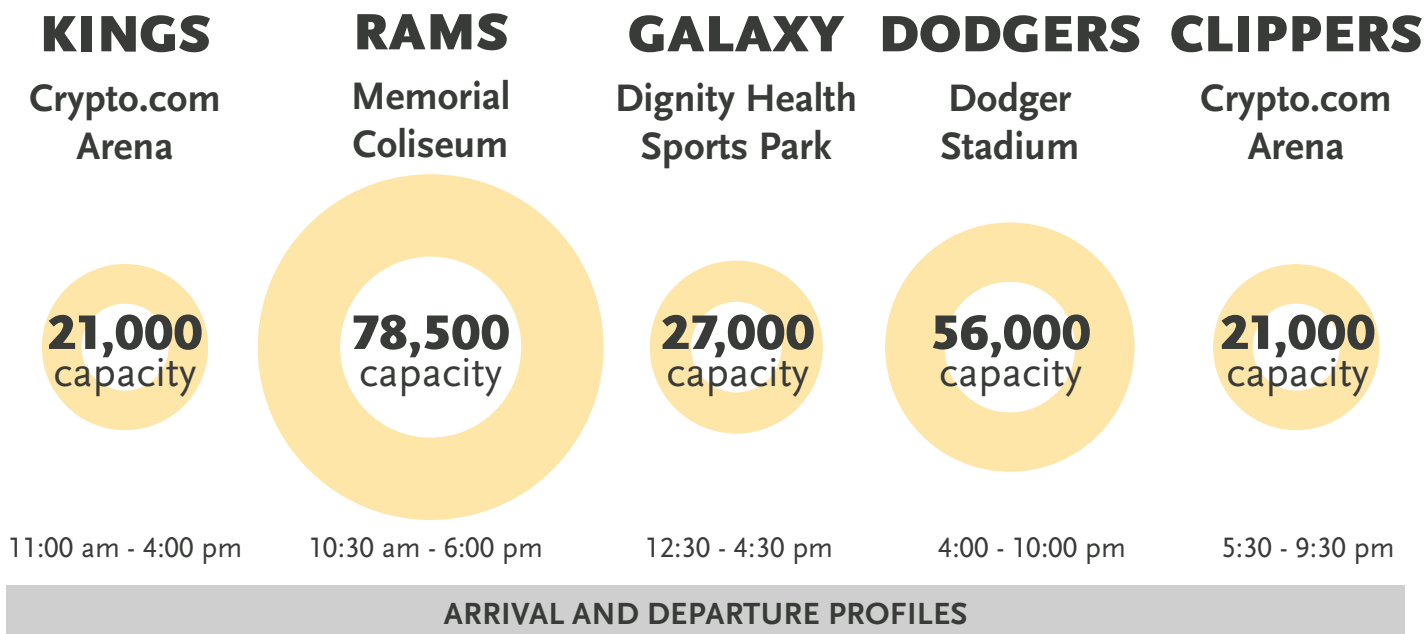 KINGS
Crypto.com
Arena
21,000
capacity
11:00 am - 4:00 pm
RAMS
Memorial
Coliseum
78,500
capacity
10:30 am - 6:00 pm
GALAXY
Dignity Health
Sports Park
27,000
capacity
12:30 - 4:30 pm
DODGERS
Dodger
Stadium
56,000
capacity
4:00 - 10:00 pm
CLIPPERS
Crypto.com
Arena
21,000
capacity
5:30 - 9:30 pm
ARRIVAL AND DEPARTURE PROFILES